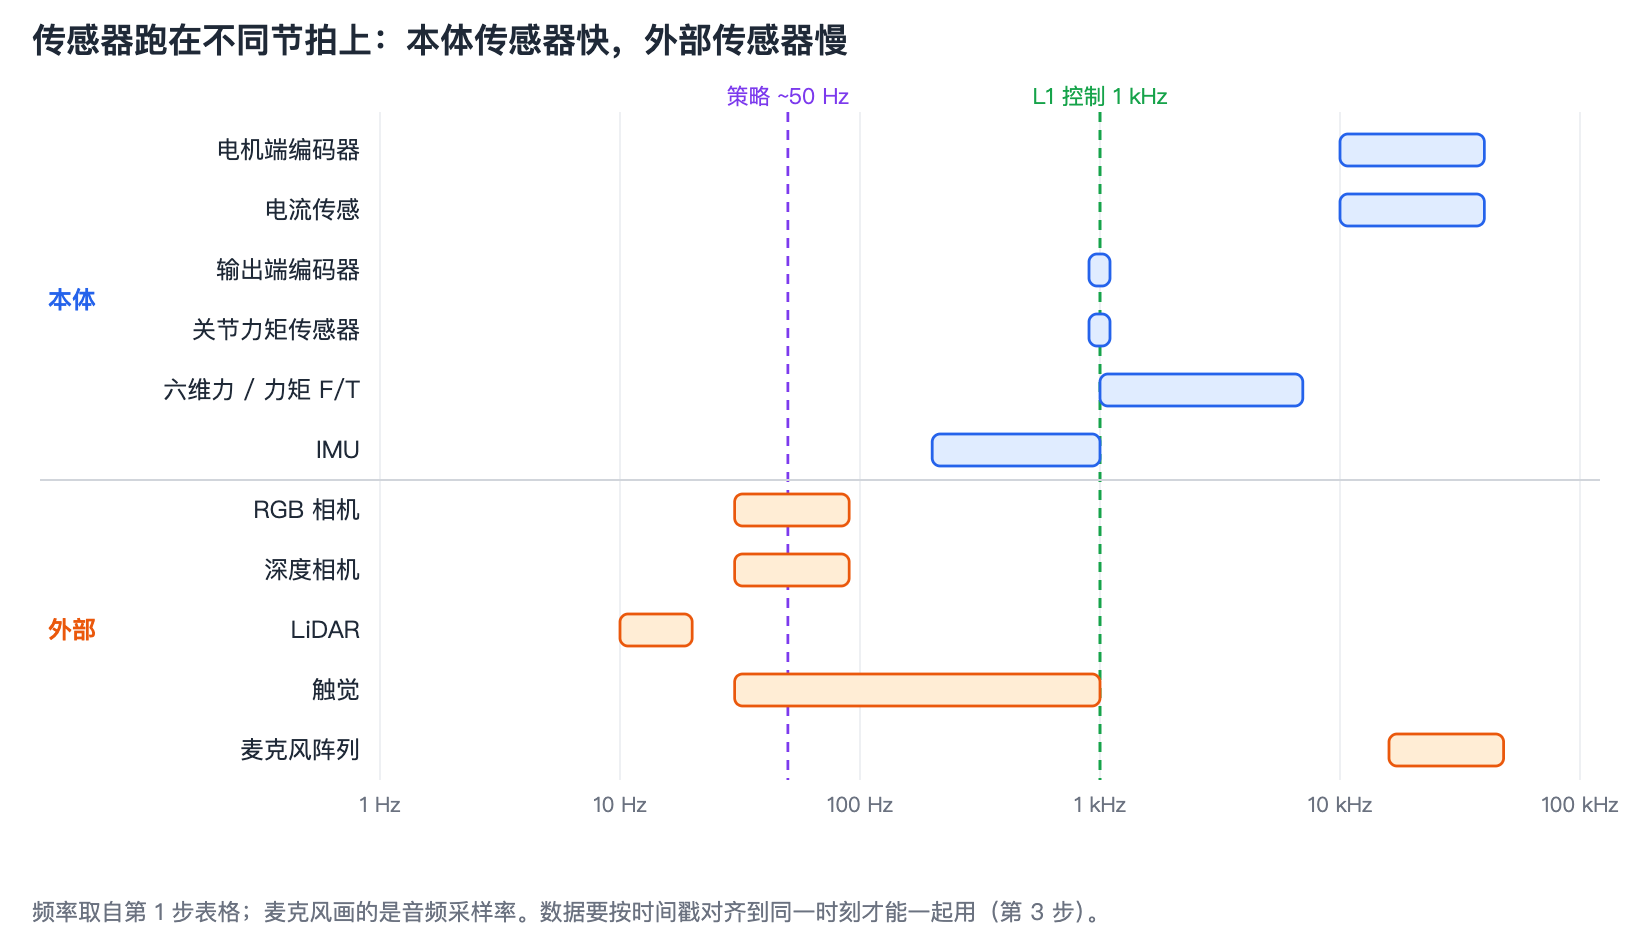 传感器跑在不同节拍上：本体传感器快，外部传感器慢
策略 ~50 Hz
L1 控制 1 kHz
本体
电机端编码器
电流传感
输出端编码器
关节力矩传感器
六维力 / 力矩 F/T
IMU
外部
RGB 相机
深度相机
LiDAR
触觉
麦克风阵列
1 Hz
10 Hz
100 Hz
1 kHz
10 kHz
100 kHz
频率取自第 1 步表格；麦克风画的是音频采样率。数据要按时间戳对齐到同一时刻才能一起用（第 3 步）。